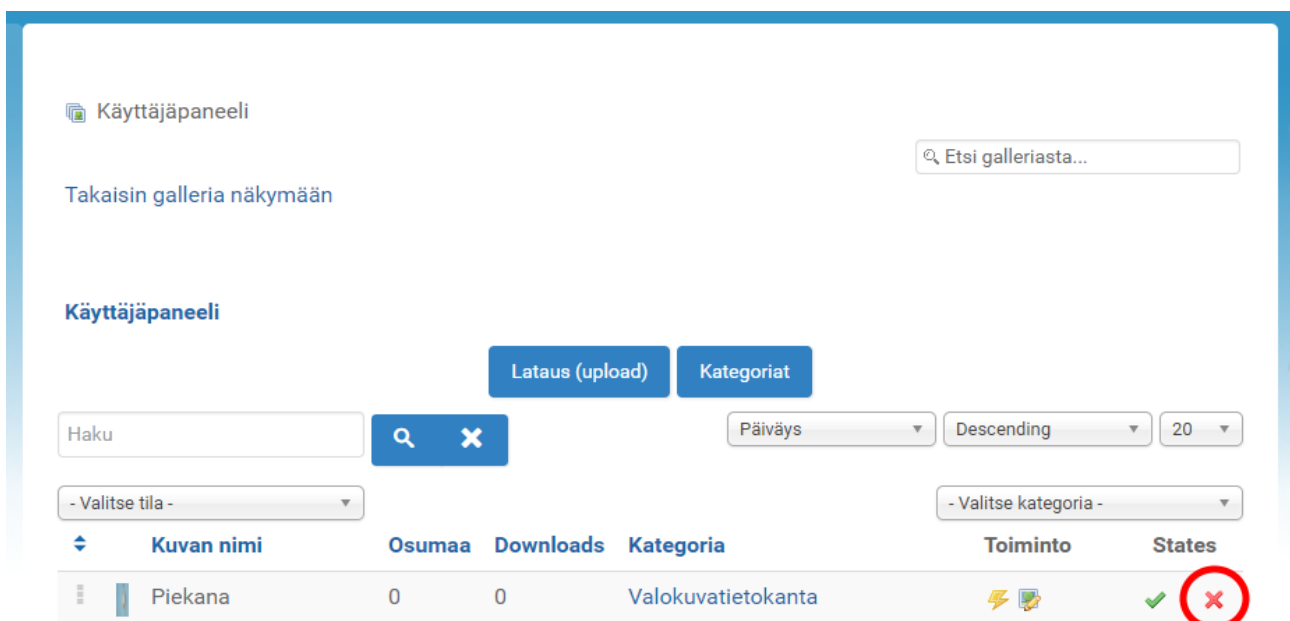 Käyttäjäpaneeli
Etsi galleriasta...
Takaisin galleria näkymään
Käyttäjäpaneeli
Lataus (upload) Kategoriat
Haku Päiväys Descending 20
- Valitse tila - - Valitse kategoria -
Kuvan nimi Osumaa Downloads Kategoria Toiminto States
Piekana 0 0 Valokuvatietokanta